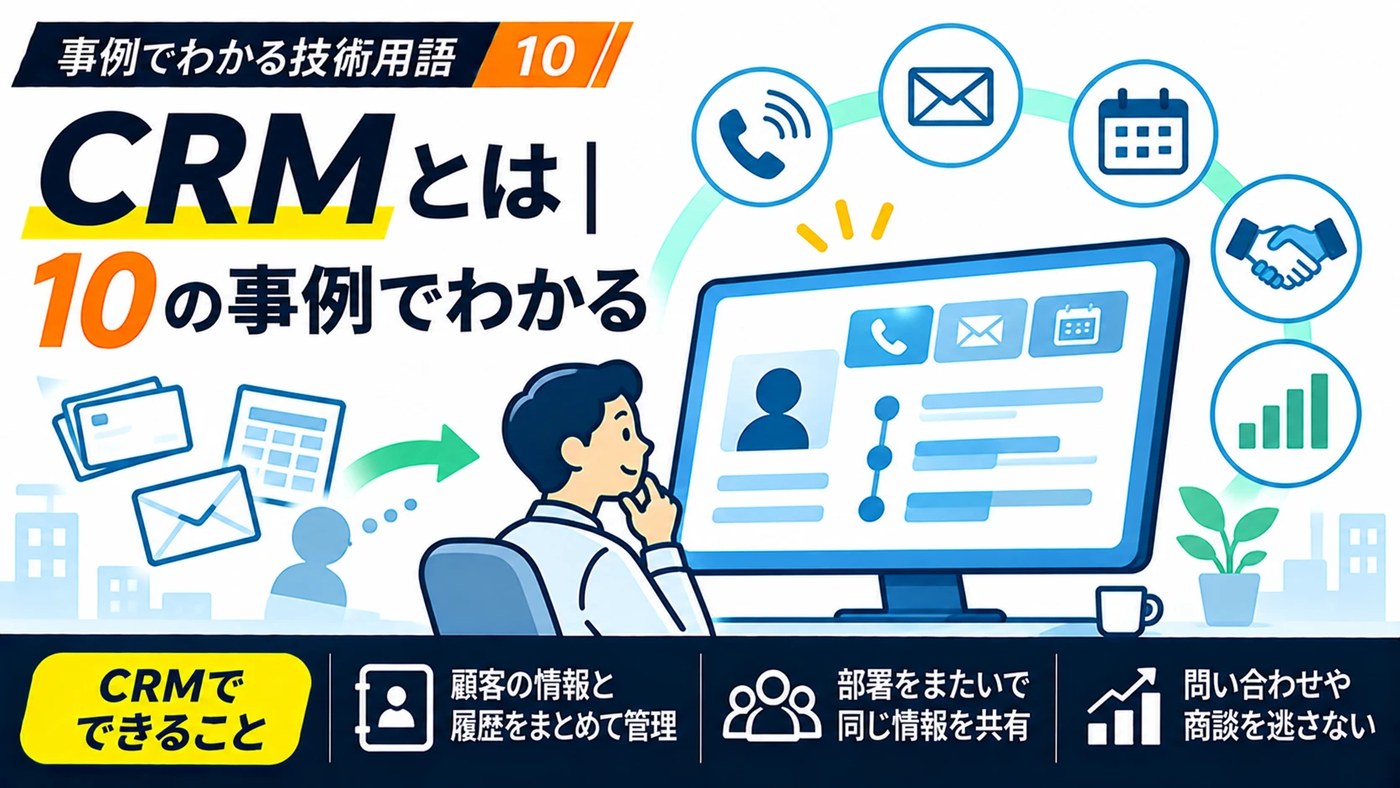 事例でわかる技術用語 10
CRMとは|
10の事例でわかる
CRMで
できること
顧客の情報と
履歴をまとめて管理
部署をまたいで
同じ情報を共有
問い合わせや
商談を逃さない